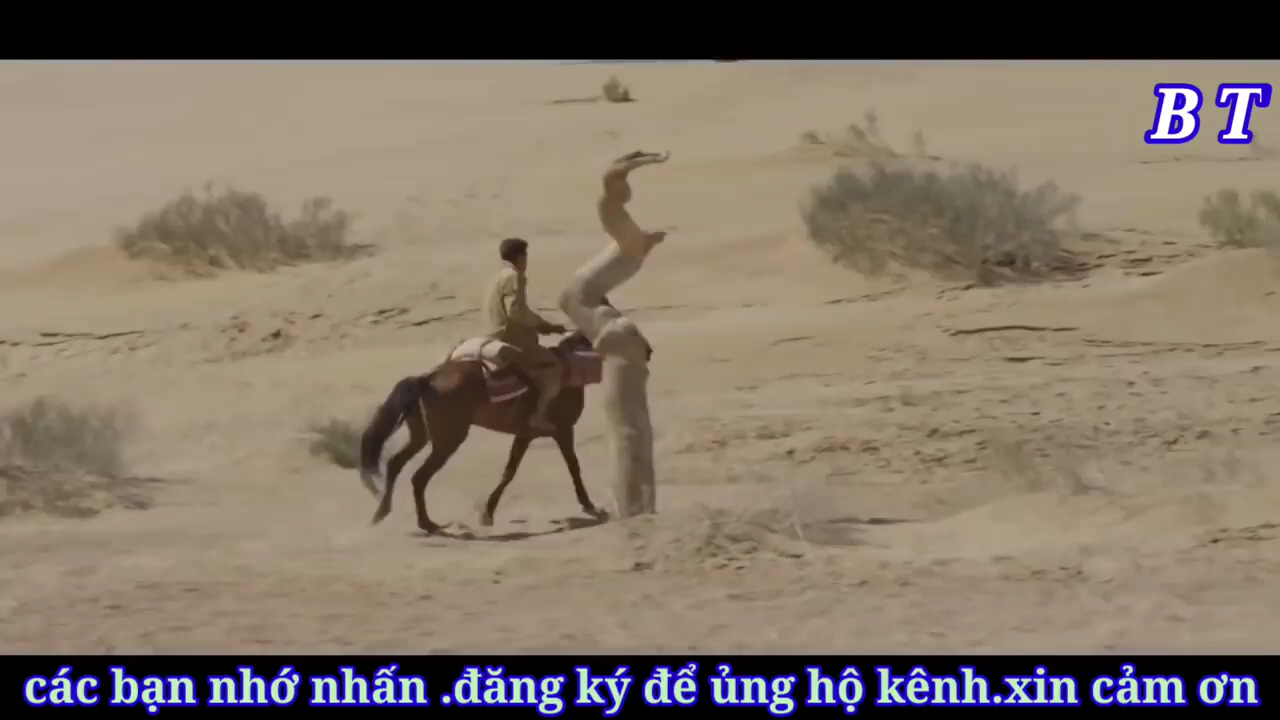 B T
các bạn nhớ nhấn .đăng ký để ủng hộ kênh.xin cảm ơn